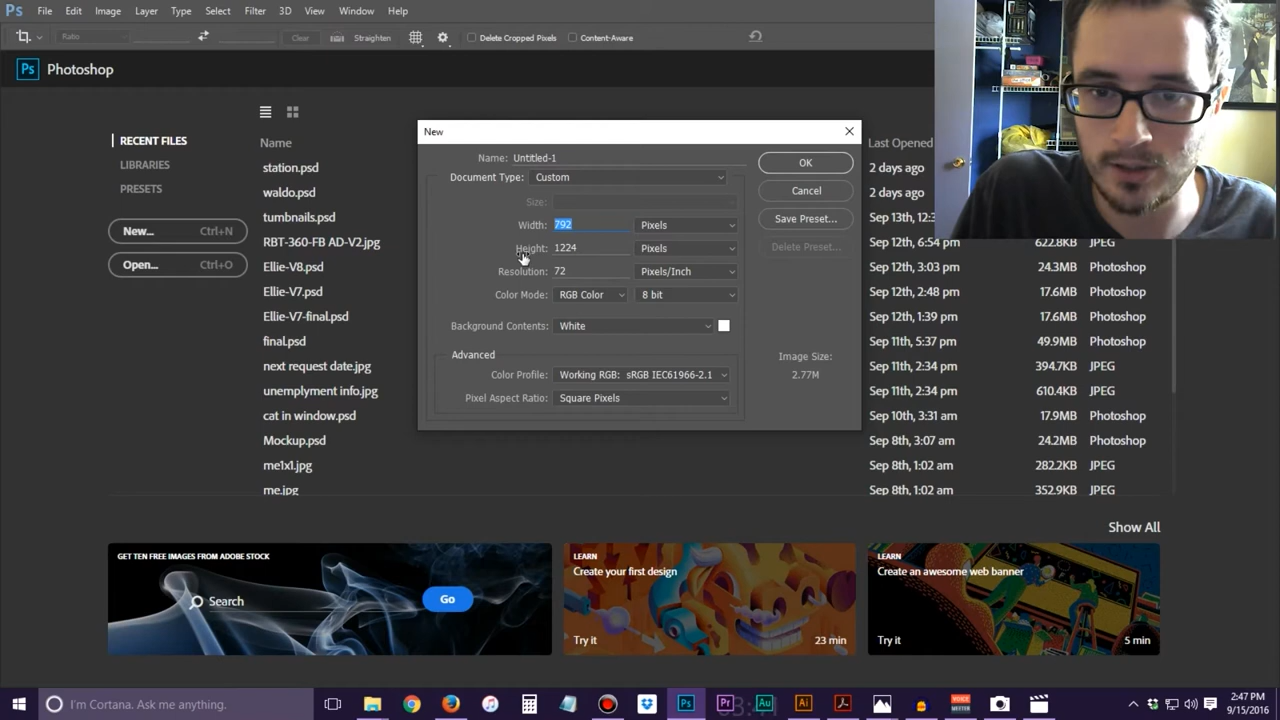 Ps File Edit Image Layer Type Select Filter 3D View Window Help
Ratio Clear Straighten Delete Cropped Pixels Content-Aware
Ps Photoshop
RECENT FILES
LIBRARIES
PRESETS
New... Ctrl+N
Open... Ctrl+O
Name Last Opened
station.psd 2 days ago
waldo.psd 2 days ago
tumbnails.psd Sep 13th, 12:3
RBT-360-FB AD-V2.jpg Sep 12th, 6:54 pm 622.8KB JPEG
Ellie-V8.psd Sep 12th, 3:03 pm 24.3MB Photoshop
Ellie-V7.psd Sep 12th, 2:48 pm 17.6MB Photoshop
Ellie-V7-final.psd Sep 12th, 1:39 pm 17.6MB Photoshop
final.psd Sep 11th, 5:37 pm 49.9MB Photoshop
next request date.jpg Sep 11th, 2:34 pm 394.7KB JPEG
unemplyment info.jpg Sep 11th, 2:34 pm 610.4KB JPEG
cat in window.psd Sep 10th, 3:31 am 17.9MB Photoshop
Mockup.psd Sep 8th, 3:07 am 24.2MB Photoshop
me1x1.jpg Sep 8th, 1:02 am 282.2KB JPEG
me.jpg Sep 8th, 1:02 am 352.9KB JPEG
New
Name: Untitled-1
OK
Document Type: Custom
Cancel
Size:
Width: 792 Pixels
Save Preset...
Height: 1224 Pixels
Delete Preset...
Resolution: 72 Pixels/Inch
Color Mode: RGB Color 8 bit
Background Contents: White
Advanced
Image Size:
2.77M
Color Profile: Working RGB: sRGB IEC61966-2.1
Pixel Aspect Ratio: Square Pixels
Show All
GET TEN FREE IMAGES FROM ADOBE STOCK
Search Go
LEARN
Create your first design
Try it 23 min
LEARN
Create an awesome web banner
Try it 5 min
I'm Cortana. Ask me anything.
Ps Pr Au Ai
VOICE
MEETER
2:47 PM
9/15/2016